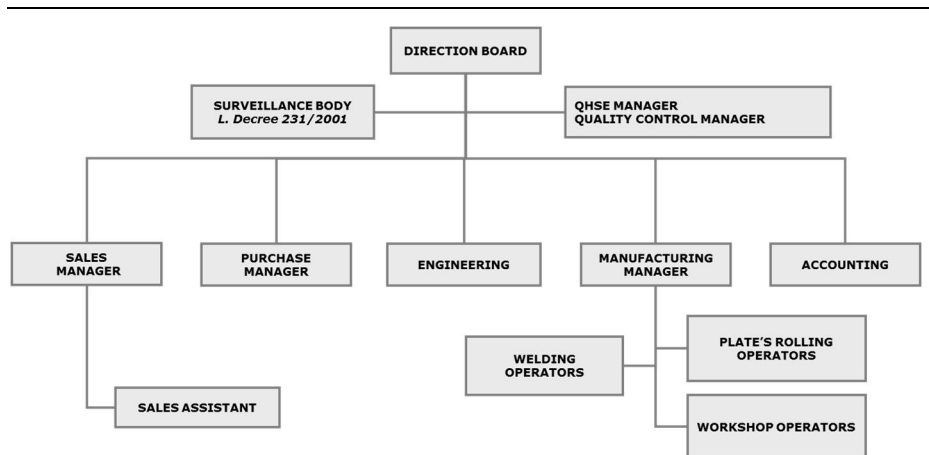 DIRECTION BOARD
SURVEILLANCE BODY
L. Decree 231/2001
QHSE MANAGER
QUALITY CONTROL MANAGER
SALES
MANAGER
PURCHASE
MANAGER
ENGINEERING
MANUFACTURING
MANAGER
ACCOUNTING
WELDING
OPERATORS
PLATE'S ROLLING
OPERATORS
SALES ASSISTANT
WORKSHOP OPERATORS